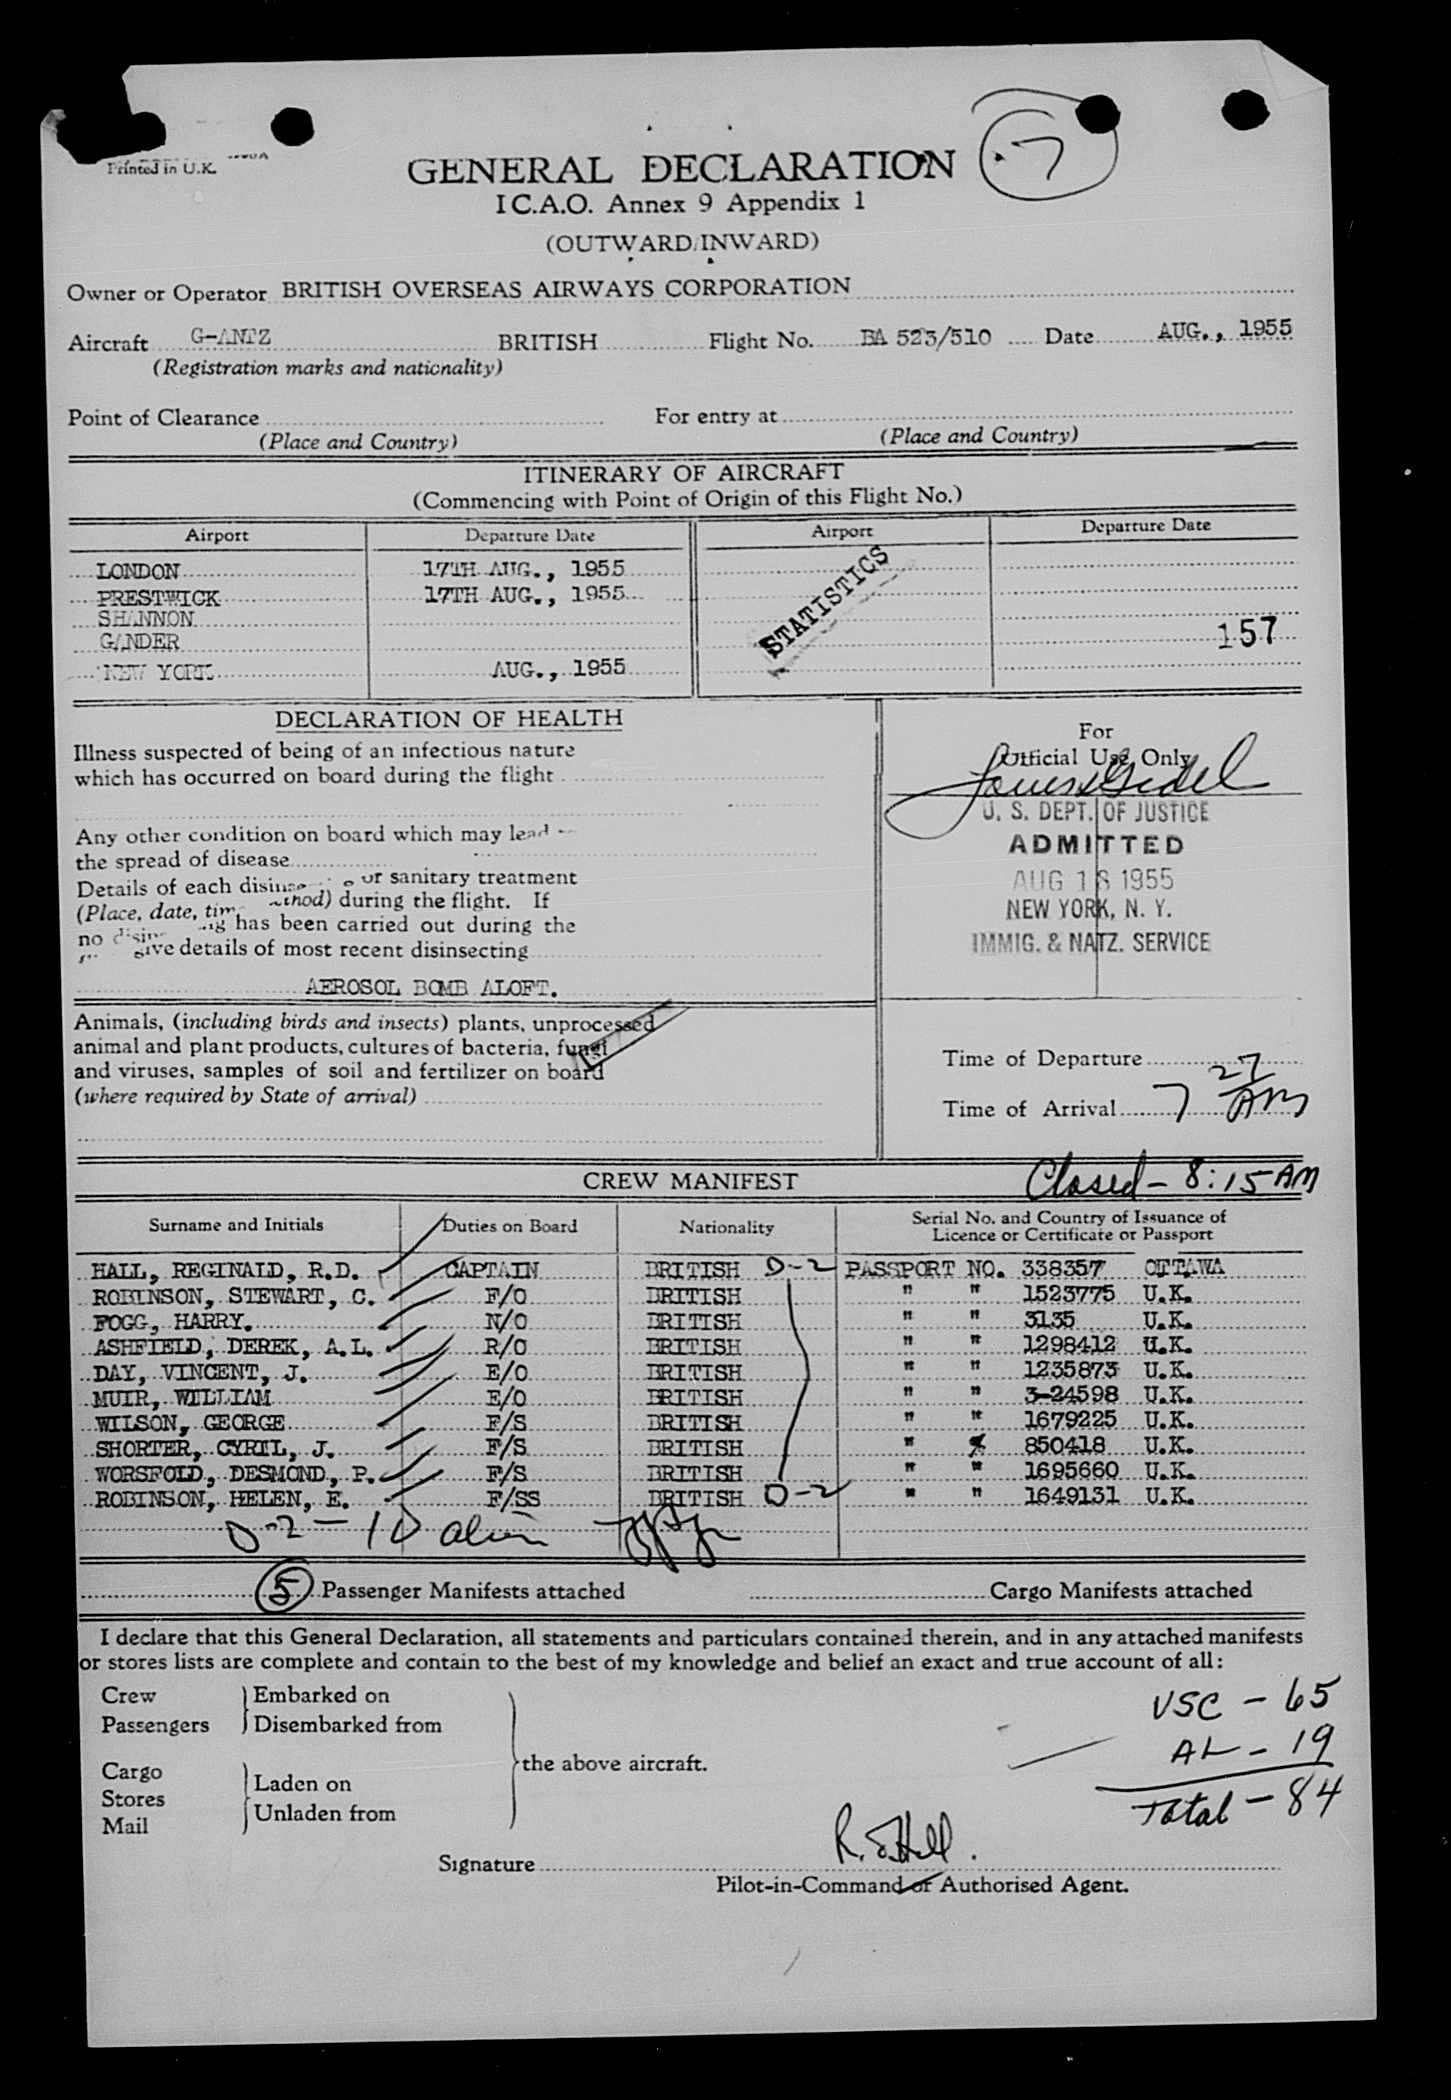 7
Printed in U.K.
GENERAL DECLARATION
I C.A.O. Annex 9 Appendix 1
(OUTWARD/INWARD)
Owner or Operator BRITISH OVERSEAS AIRWAYS CORPORATION
Aircraft G-ANTZ BRITISH Flight No. BA 523/510 Date AUG., 1955
(Registration marks and nationality)
Point of Clearance For entry at
(Place and Country) (Place and Country)
ITINERARY OF AIRCRAFT
(Commencing with Point of Origin of this Flight No.)
Airport Departure Date Airport Departure Date
LONDON 17TH AUG., 1955
PRESTWICK 17TH AUG., 1955
SHANNON
GANDER
NEW YORK AUG., 1955
STATISTICS
157
DECLARATION OF HEALTH
Illness suspected of being of an infectious nature
which has occurred on board during the flight
Any other condition on board which may lead
the spread of disease
Details of each or sanitary treatment
(Place, date, during the flight. If
no has been carried out during the
give details of most recent disinsecting
AEROSOL BOMB ALOFT.
For
Official Use Only
U. S. DEPT. OF JUSTICE
ADMITTED
AUG 18 1955
NEW YORK, N. Y.
IMMIG. & NATZ. SERVICE
Animals, (including birds and insects) plants, unprocessed
animal and plant products, cultures of bacteria, fungi
and viruses, samples of soil and fertilizer on board
(where required by State of arrival)
Time of Departure
Time of Arrival 7 27 AM
CREW MANIFEST Closed - 8:15 AM
Surname and Initials Duties on Board Nationality Serial No. and Country of Issuance of
Licence or Certificate or Passport
HALL, REGINALD, R.D. CAPTAIN BRITISH D-2 PASSPORT NO. 338357 OTTAWA
ROBINSON, STEWART, C. F/O BRITISH " " 1523775 U.K.
FOGG, HARRY. N/O BRITISH " " 3135 U.K.
ASHFIELD, DEREK, A.L. R/O BRITISH " " 1298412 U.K.
DAY, VINCENT, J. E/O BRITISH " " 1235873 U.K.
MUIR, WILLIAM E/O BRITISH " " 3-24598 U.K.
WILSON, GEORGE F/S BRITISH " " 1679225 U.K.
SHORTER, CYRIL, J. F/S BRITISH " " 850418 U.K.
WORSFOLD, DESMOND, P. F/S BRITISH " " 1695660 U.K.
ROBINSON, HELEN, E. F/SS BRITISH D-2 " " 1649131 U.K.
D-2 - 10 alien
5 Passenger Manifests attached Cargo Manifests attached
I declare that this General Declaration, all statements and particulars contained therein, and in any attached manifests
or stores lists are complete and contain to the best of my knowledge and belief an exact and true account of all:
Crew Embarked on
Passengers Disembarked from
the above aircraft.
Cargo
Stores Laden on
Mail Unladen from
USC - 65
AL - 19
Total - 84
Signature
Pilot-in-Command or Authorised Agent.